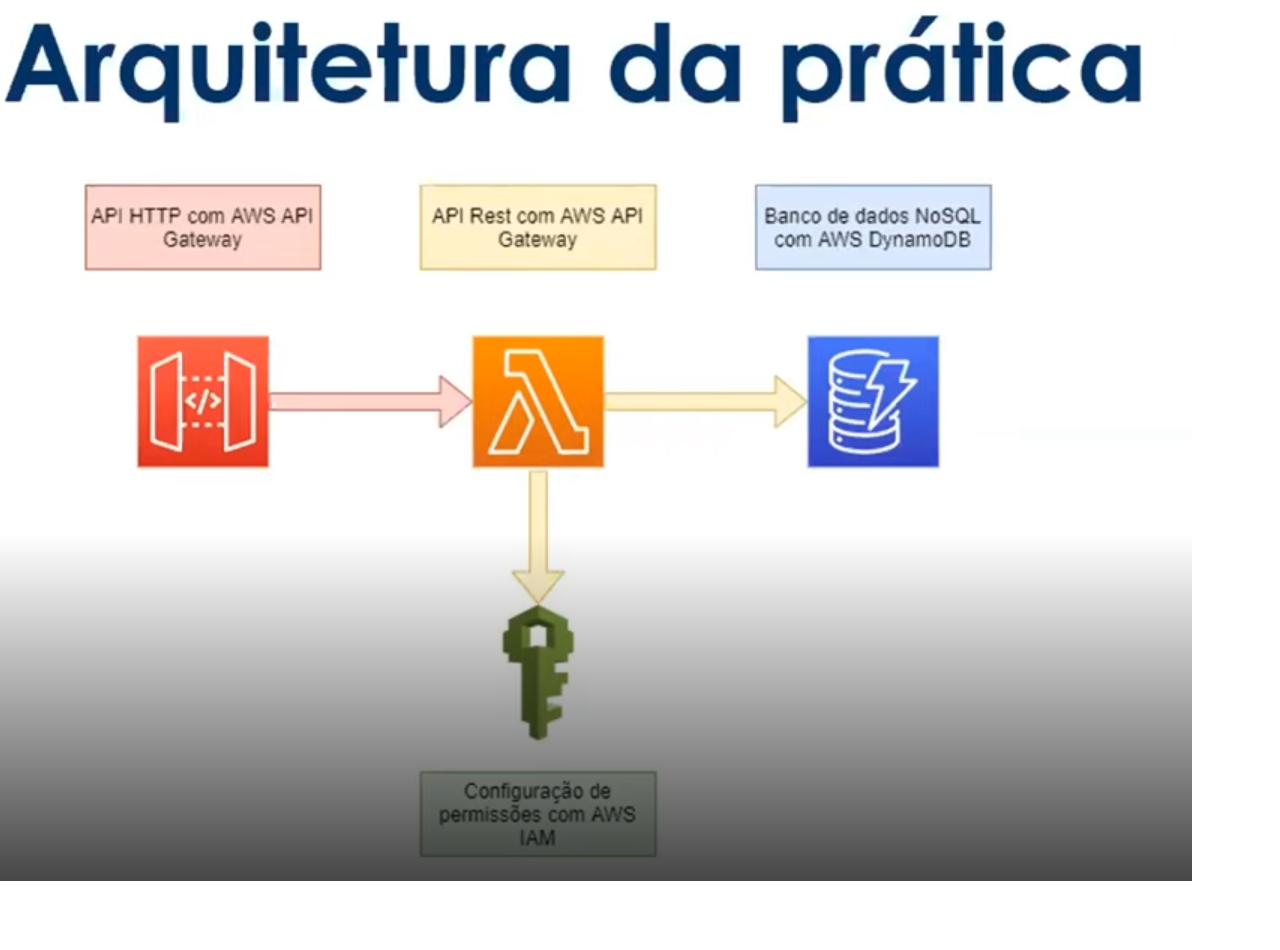 Arquitetura da prática
API HTTP com AWS API
Gateway
API Rest com AWS API
Gateway
Banco de dados NoSQL
com AWS DynamoDB
</>
Configuração de
permissões com AWS
IAM